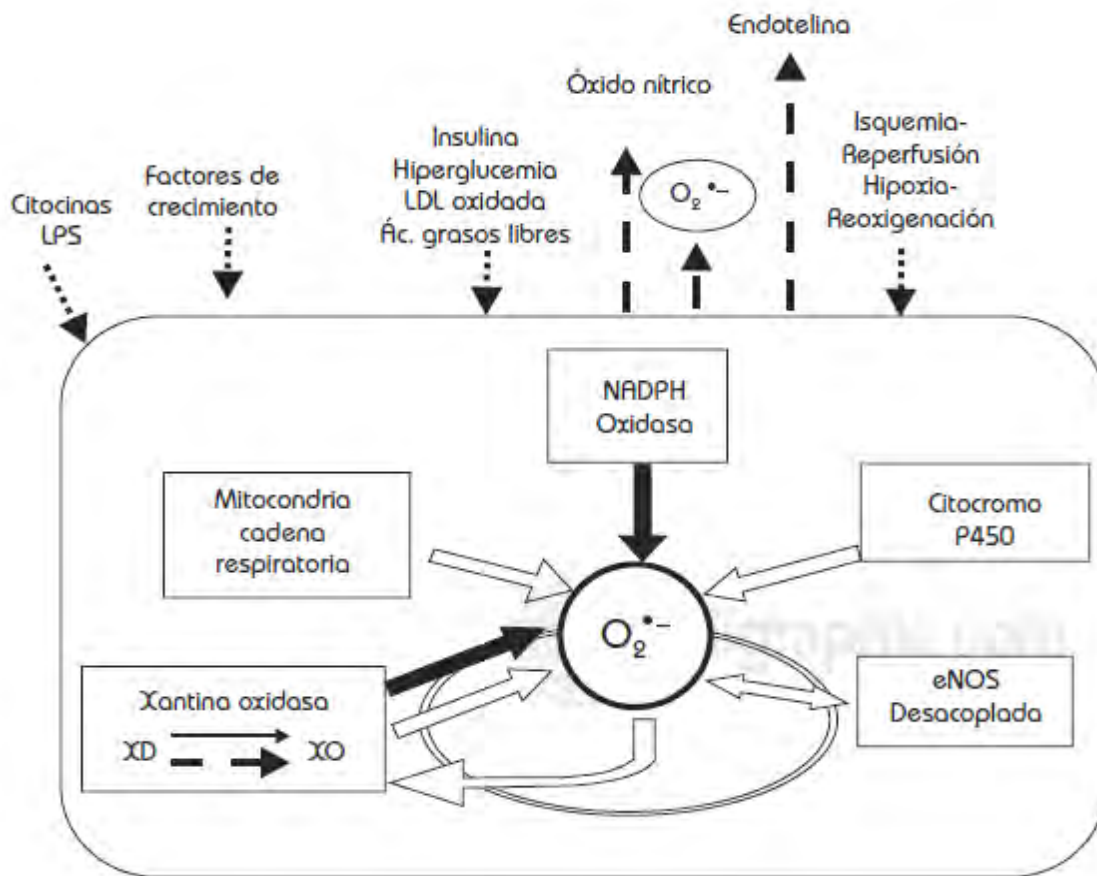 Endotelina
Óxido nítrico
O₂•–
Insulina
Hiperglucemia
LDL oxidada
Ác. grasos libres
Isquemia-
Reperfusión
Hipoxia-
Reoxigenación
Factores de
crecimiento
Citocinas
LPS
NADPH
Oxidasa
Mitocondria
cadena
respiratoria
Citocromo
P450
O₂•–
Xantina oxidasa
XD XO
eNOS
Desacoplada